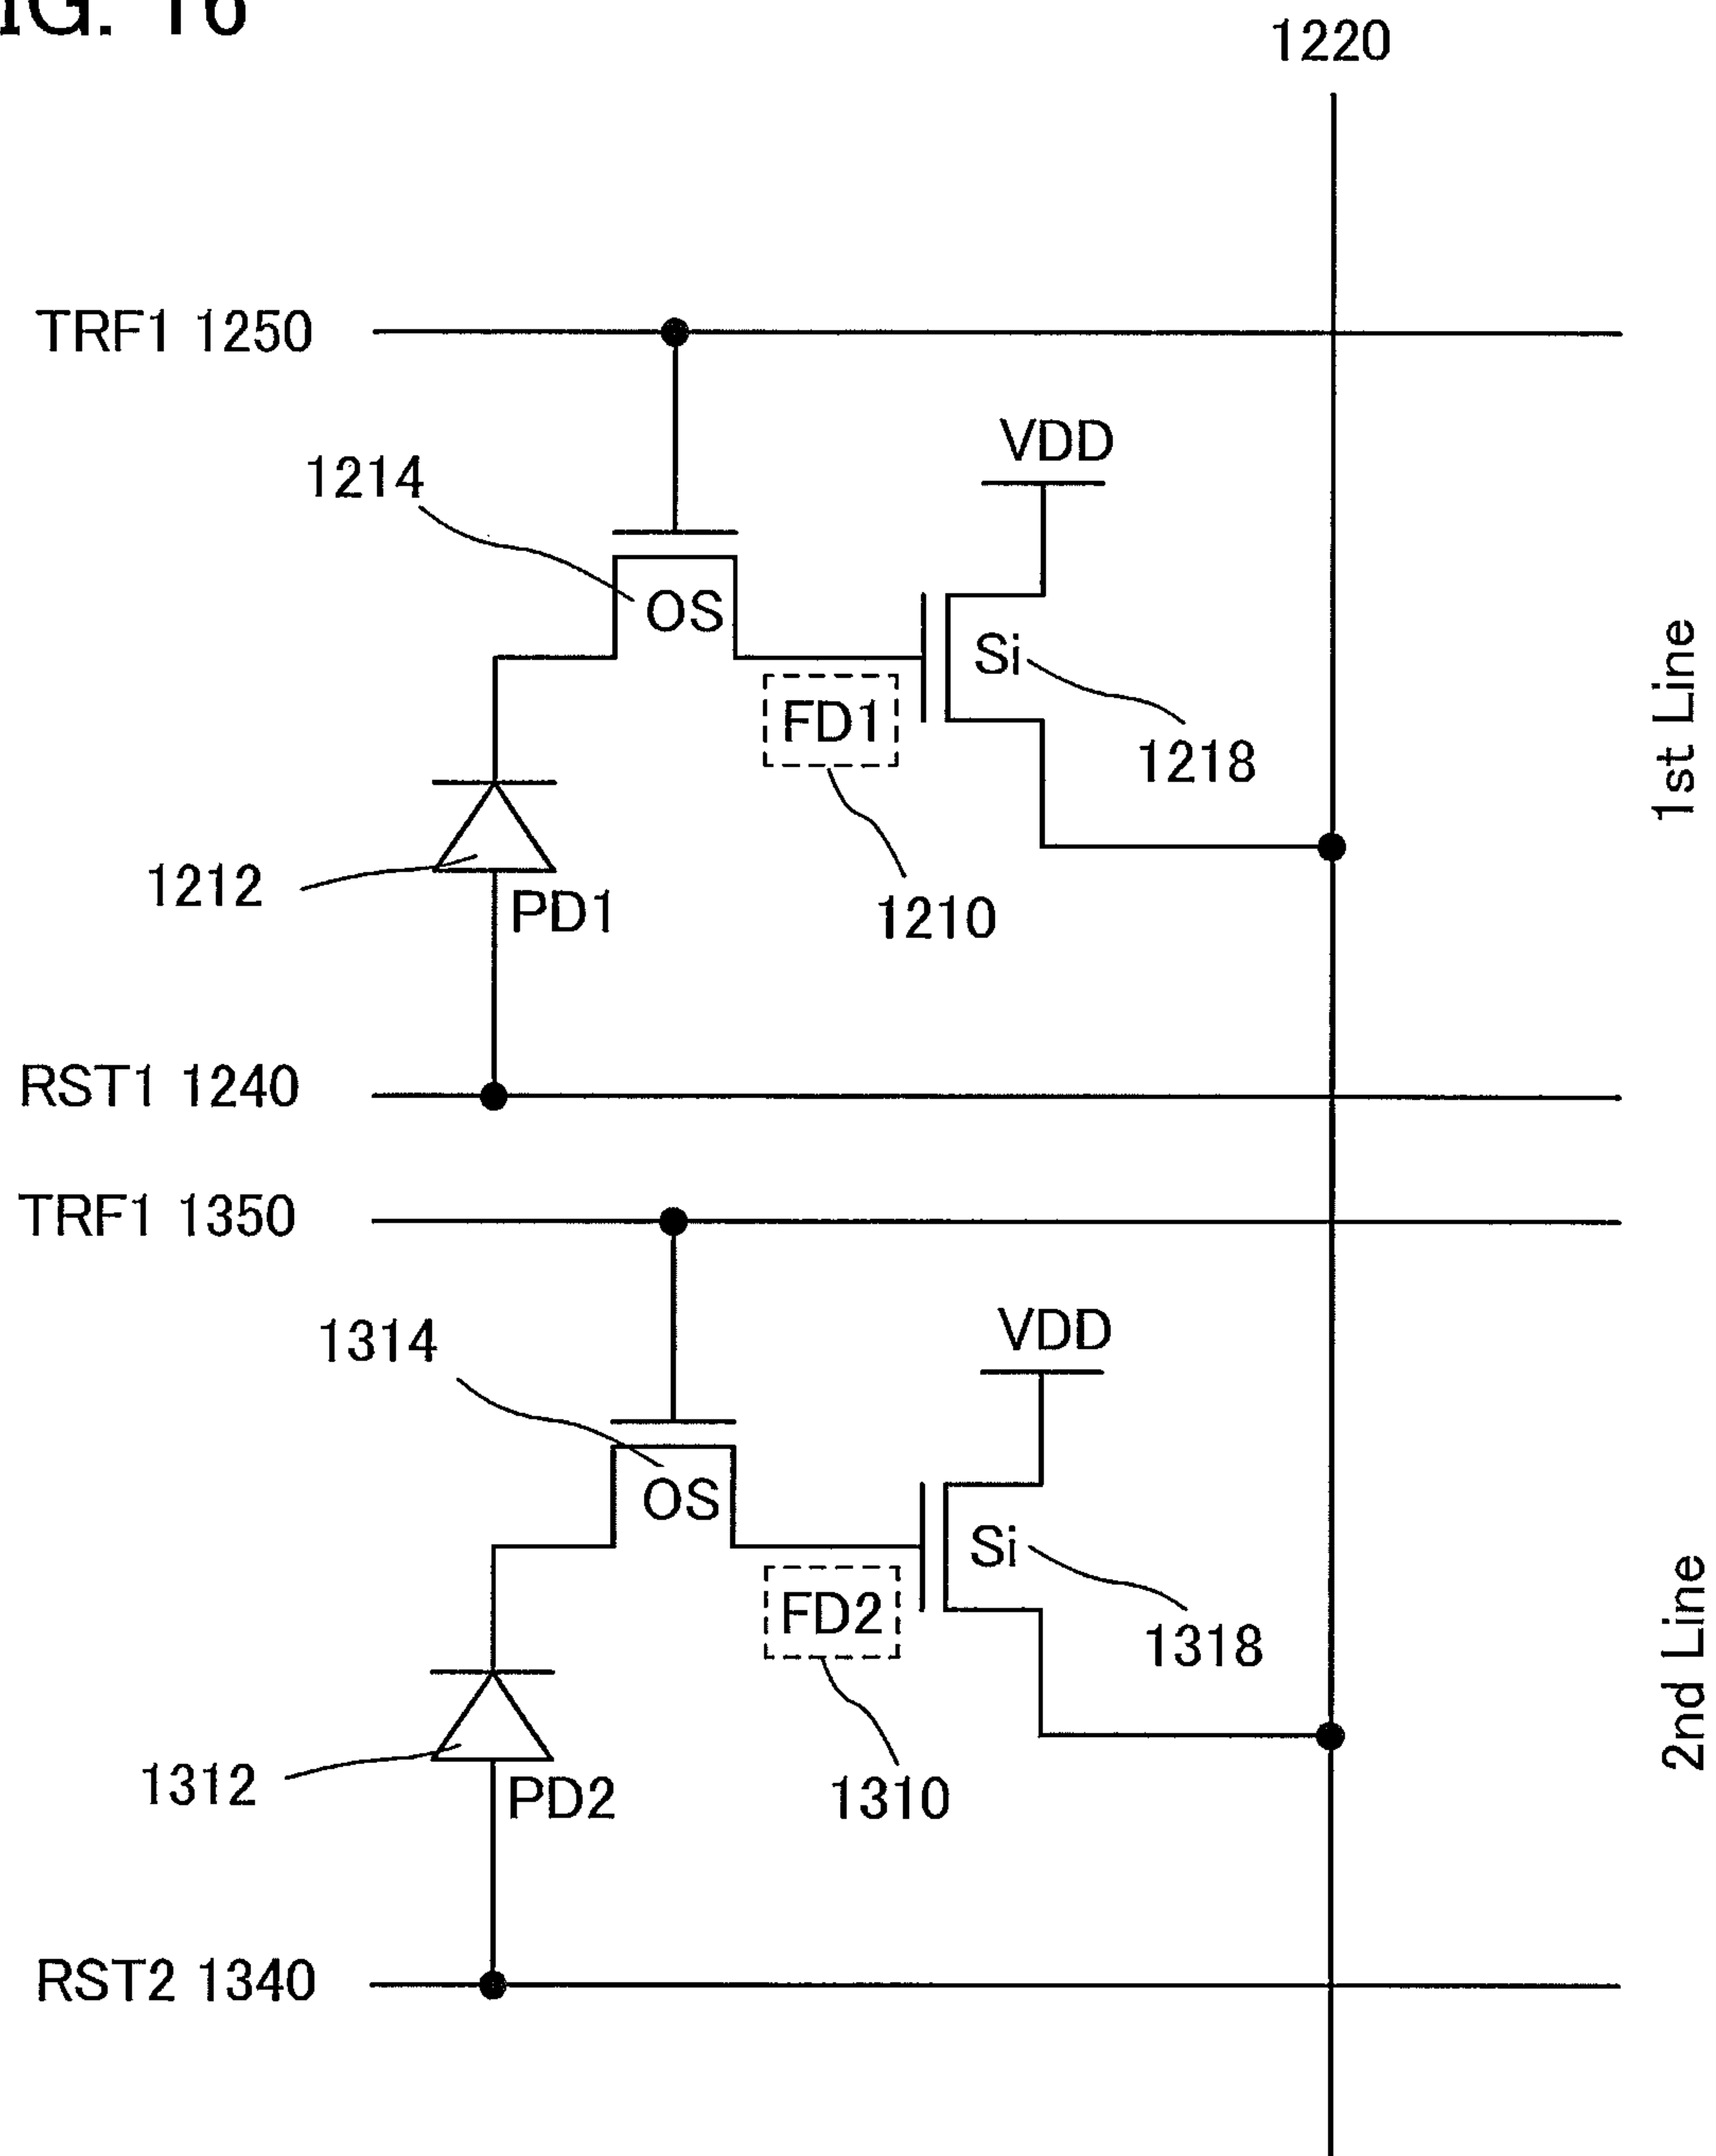 FIG. 16
1220
TRF1 1250
VDD
1214
OS
Si
FD1
1218
1212
PD1
1210
RST1 1240
1st Line
TRF1 1350
VDD
1314
OS
Si
FD2
1318
1312
PD2
1310
RST2 1340
2nd Line